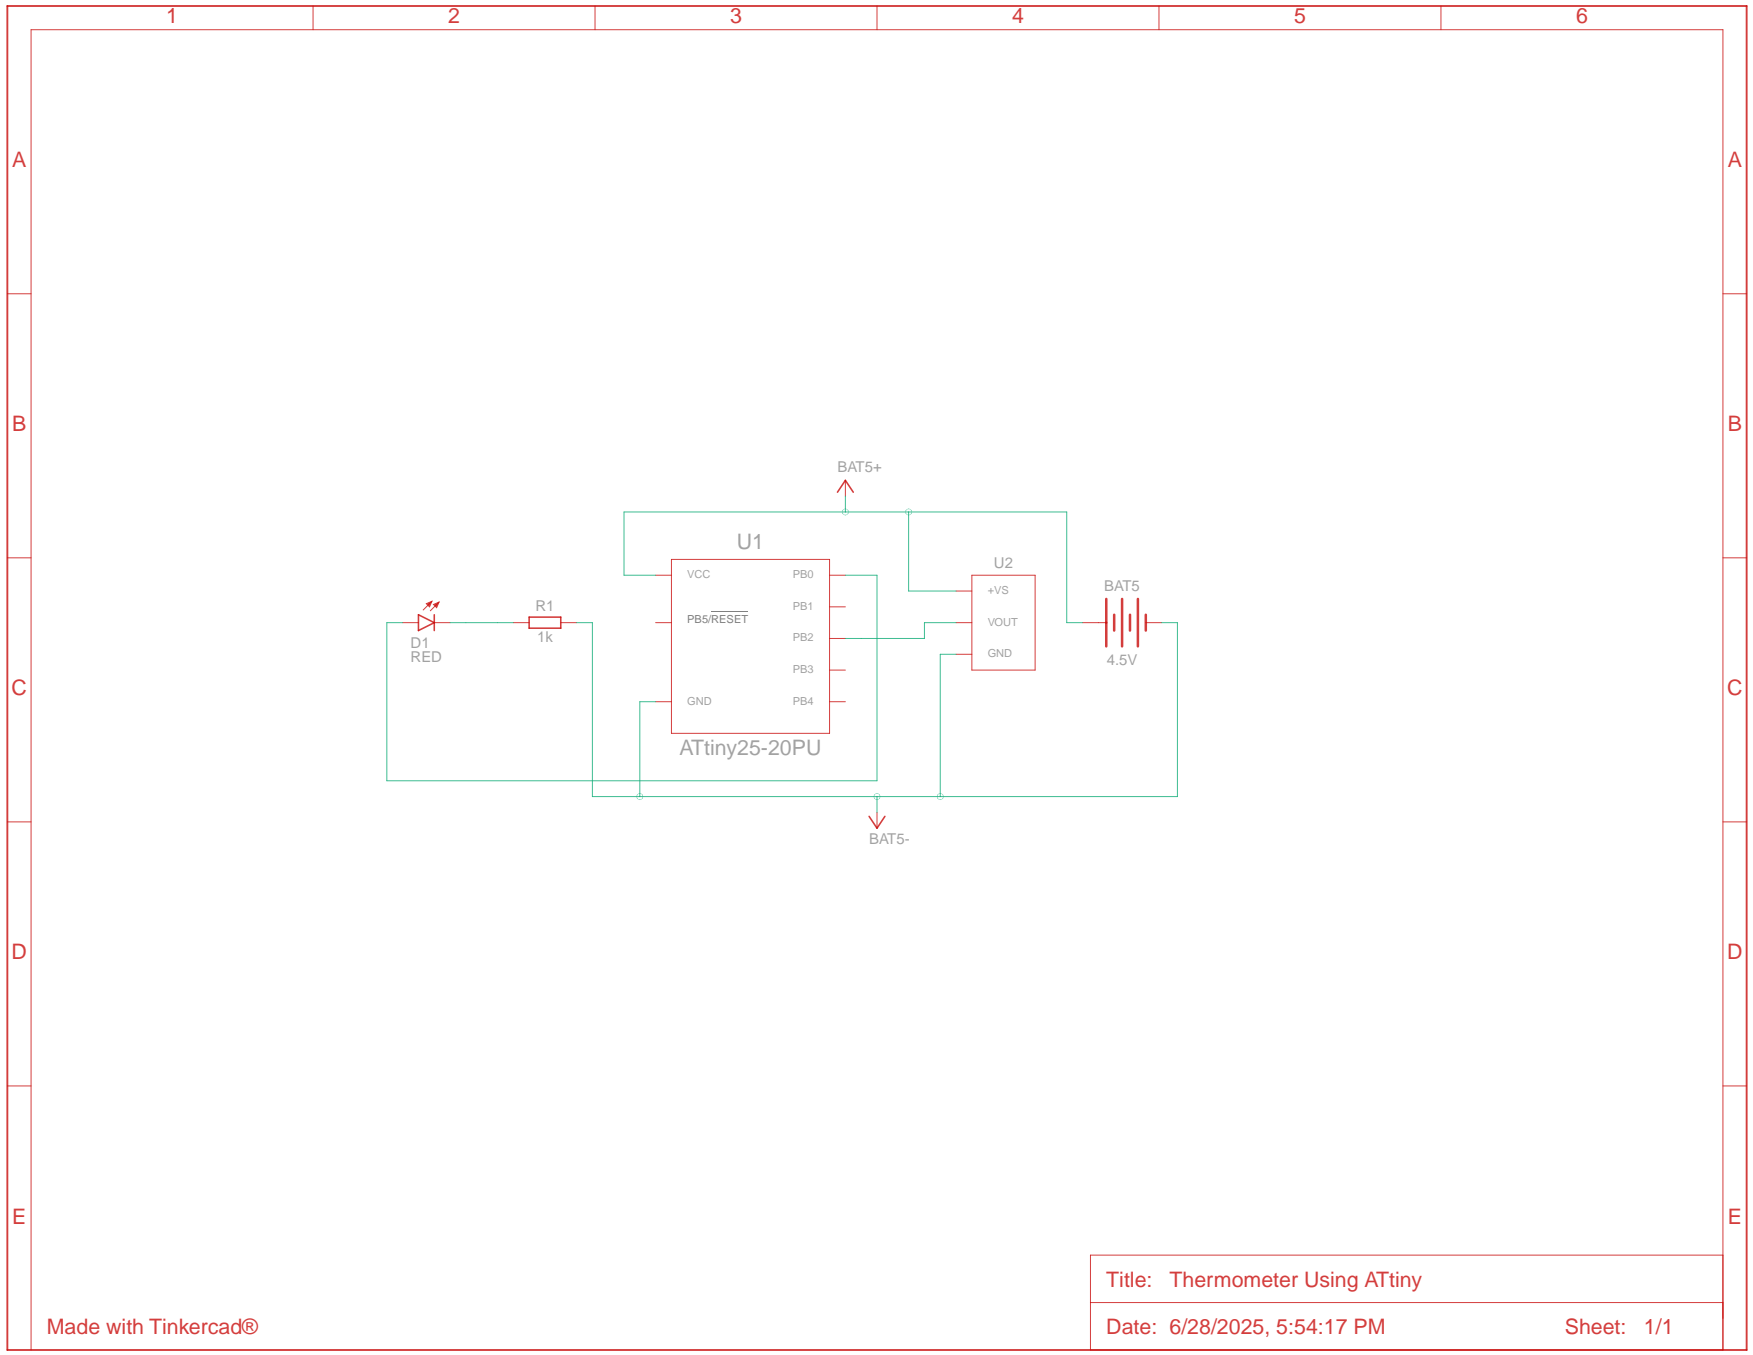 1 2 3 4 5 6
A A
B B
BAT5+
U1
U2
VCC PB0
+VS
BAT5
R1
PB1
PB5/RESET
VOUT
1k
PB2
D1
RED
GND
4.5V
PB3
C C
GND PB4
ATtiny25-20PU
BAT5-
D D
E E
Title: Thermometer Using ATtiny
Made with Tinkercad®
Date: 6/28/2025, 5:54:17 PM Sheet: 1/1